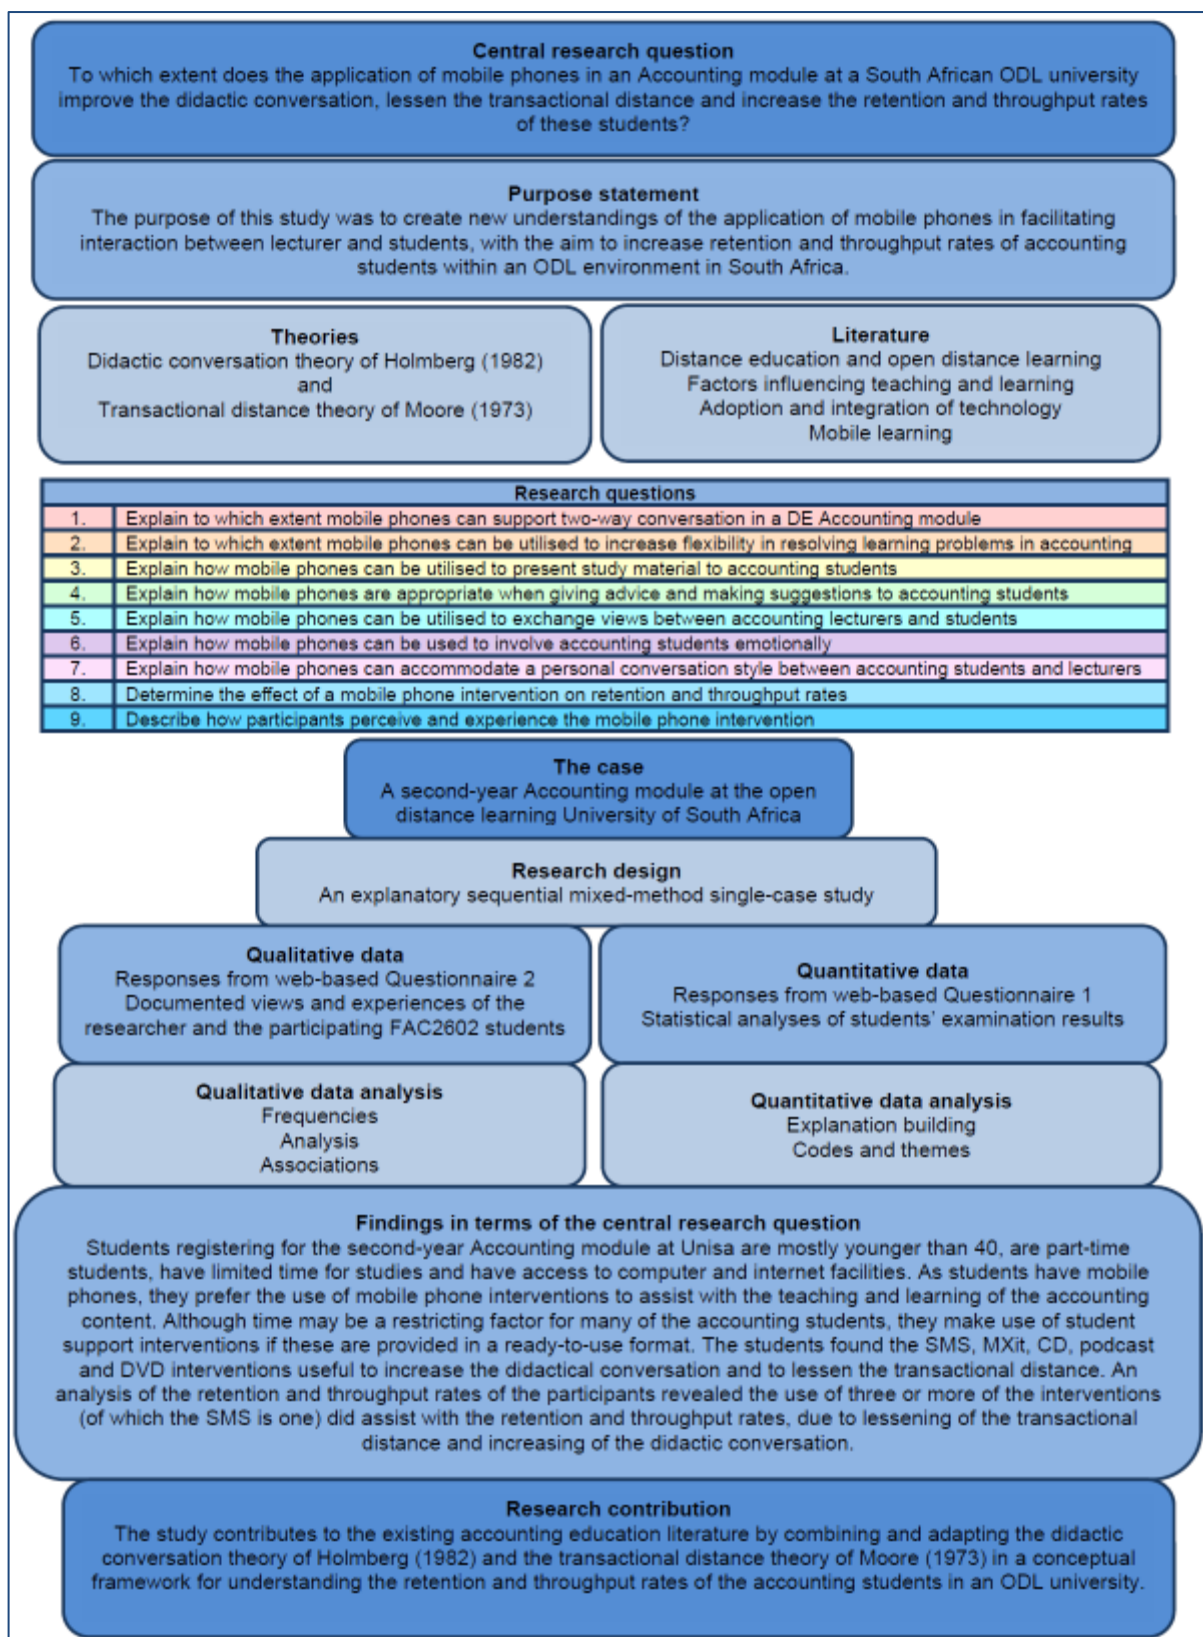 Central research question
To which extent does the application of mobile phones in an Accounting module at a South African ODL university
improve the didactic conversation, lessen the transactional distance and increase the retention and throughput rates
of these students?
Purpose statement
The purpose of this study was to create new understandings of the application of mobile phones in facilitating
interaction between lecturer and students, with the aim to increase retention and throughput rates of accounting
students within an ODL environment in South Africa.
Theories
Didactic conversation theory of Holmberg (1982)
and
Transactional distance theory of Moore (1973)
Literature
Distance education and open distance learning
Factors influencing teaching and learning
Adoption and integration of technology
Mobile learning
Research questions
1. Explain to which extent mobile phones can support two-way conversation in a DE Accounting module
2. Explain to which extent mobile phones can be utilised to increase flexibility in resolving learning problems in accounting
3. Explain how mobile phones can be utilised to present study material to accounting students
4. Explain how mobile phones are appropriate when giving advice and making suggestions to accounting students
5. Explain how mobile phones can be utilised to exchange views between accounting lecturers and students
6. Explain how mobile phones can be used to involve accounting students emotionally
7. Explain how mobile phones can accommodate a personal conversation style between accounting students and lecturers
8. Determine the effect of a mobile phone intervention on retention and throughput rates
9. Describe how participants perceive and experience the mobile phone intervention
The case
A second-year Accounting module at the open
distance learning University of South Africa
Research design
An explanatory sequential mixed-method single-case study
Qualitative data
Responses from web-based Questionnaire 2
Documented views and experiences of the
researcher and the participating FAC2602 students
Quantitative data
Responses from web-based Questionnaire 1
Statistical analyses of students' examination results
Qualitative data analysis
Frequencies
Analysis
Associations
Quantitative data analysis
Explanation building
Codes and themes
Findings in terms of the central research question
Students registering for the second-year Accounting module at Unisa are mostly younger than 40, are part-time
students, have limited time for studies and have access to computer and internet facilities. As students have mobile
phones, they prefer the use of mobile phone interventions to assist with the teaching and learning of the accounting
content. Although time may be a restricting factor for many of the accounting students, they make use of student
support interventions if these are provided in a ready-to-use format. The students found the SMS, MXit, CD, podcast
and DVD interventions useful to increase the didactical conversation and to lessen the transactional distance. An
analysis of the retention and throughput rates of the participants revealed the use of three or more of the interventions
(of which the SMS is one) did assist with the retention and throughput rates, due to lessening of the transactional
distance and increasing of the didactic conversation.
Research contribution
The study contributes to the existing accounting education literature by combining and adapting the didactic
conversation theory of Holmberg (1982) and the transactional distance theory of Moore (1973) in a conceptual
framework for understanding the retention and throughput rates of the accounting students in an ODL university.